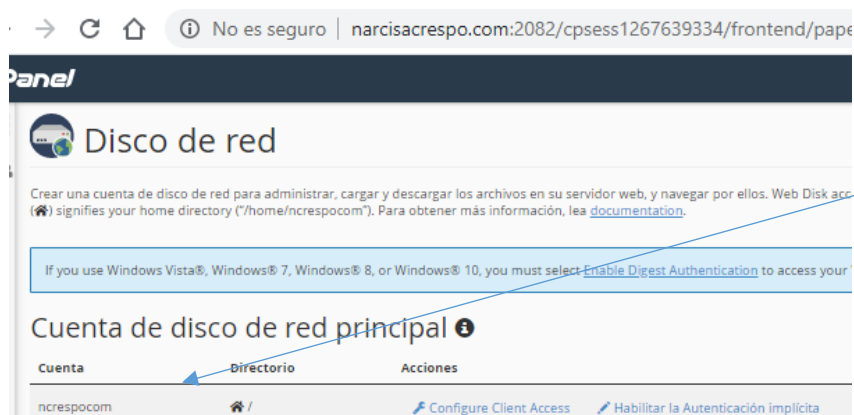 No es seguro | narcisacrespo.com:2082/cpsess1267639334/frontend/pape
Panel
Disco de red
Crear una cuenta de disco de red para administrar, cargar y descargar los archivos en su servidor web, y navegar por ellos. Web Disk acc
(🏠) signifies your home directory ("/home/ncrespocom"). Para obtener más información, lea documentation.
If you use Windows Vista®, Windows® 7, Windows® 8, or Windows® 10, you must select Enable Digest Authentication to access your
Cuenta de disco de red principal
Cuenta Directorio Acciones
ncrespocom / Configure Client Access Habilitar la Autenticación implícita